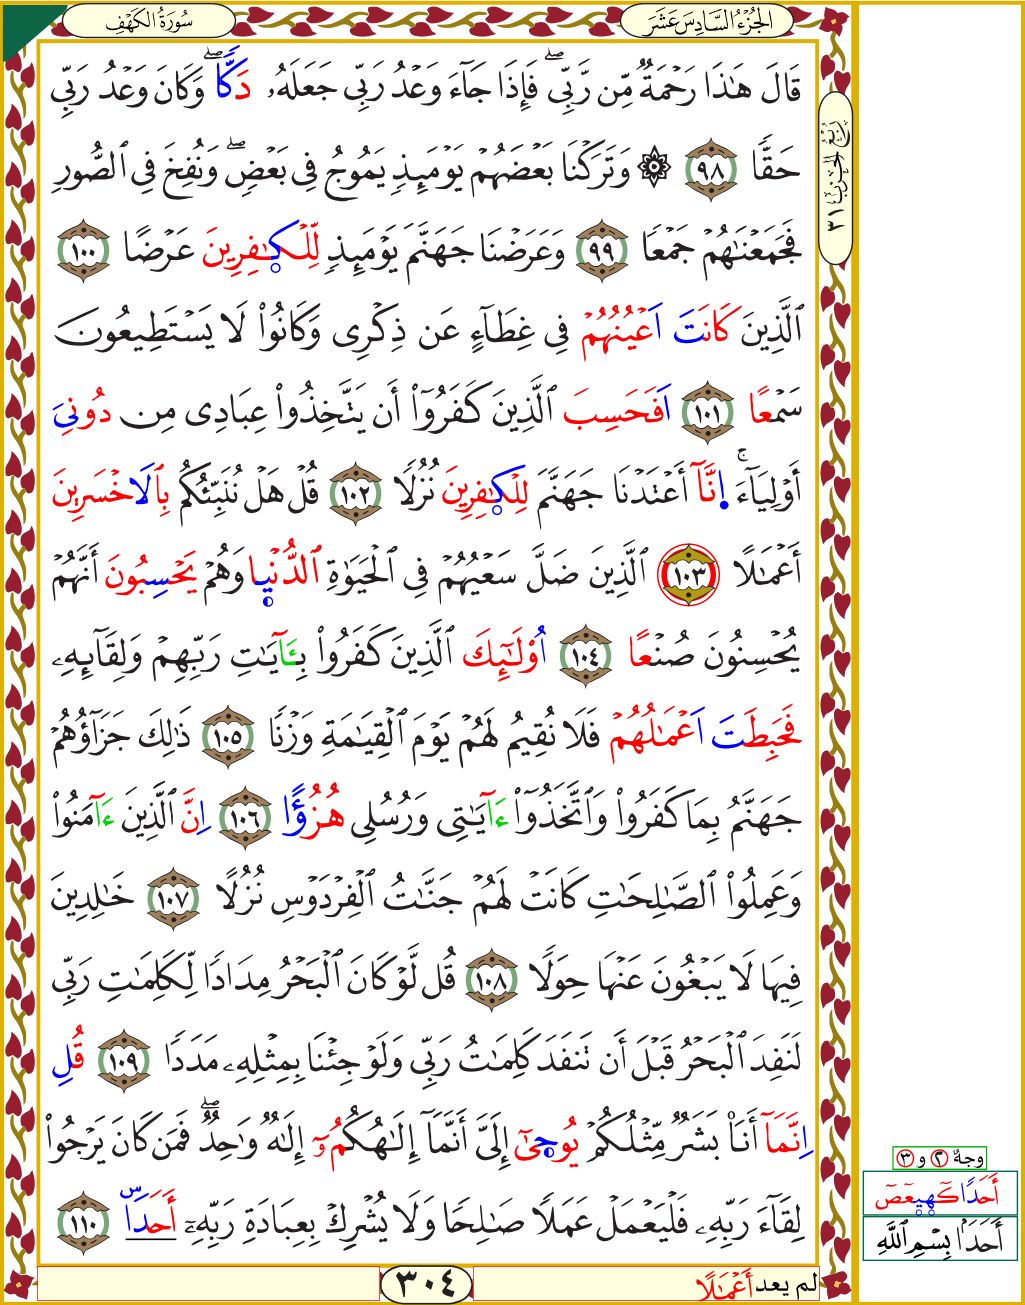 الجُزْءُ السَّادِسَ عَشَرَ
سُورَةُ الكَهْفِ
قَالَ هَٰذَا رَحْمَةٌ مِّن رَّبِّيۖ فَإِذَا جَآءَ وَعْدُ رَبِّي جَعَلَهُۥ دَكًّاۖ وَكَانَ وَعْدُ رَبِّي
حَقًّا ٩٨ ۞ وَتَرَكْنَا بَعْضَهُمْ يَوْمَئِذٍ يَمُوجُ فِي بَعْضٍۖ وَنُفِخَ فِي ٱلصُّورِ
فَجَمَعْنَٰهُمْ جَمْعًا ٩٩ وَعَرَضْنَا جَهَنَّمَ يَوْمَئِذٍ لِّلْكَٰفِرِينَ عَرْضًا ١٠٠
ٱلَّذِينَ كَانَتَ اَعْيُنُهُمْ فِي غِطَآءٍ عَن ذِكْرِي وَكَانُوا۟ لَا يَسْتَطِيعُونَ
سَمْعًا ١٠١ اَفَحَسِبَ ٱلَّذِينَ كَفَرُوٓا۟ أَن يَتَّخِذُوا۟ عِبَادِي مِن دُونِيَ
أَوْلِيَآءَۚ اِنَّآ أَعْتَدْنَا جَهَنَّمَ لِلْكَٰفِرِينَ نُزُلًا ١٠٢ قُلْ هَلْ نُنَبِّئُكُم بِٱلَاخْسَرِينَ
أَعْمَٰلًا ١٠٣ ٱلَّذِينَ ضَلَّ سَعْيُهُمْ فِي ٱلْحَيَوٰةِ ٱلدُّنْيٜا وَهُمْ يَحْسِبُونَ أَنَّهُمْ
يُحْسِنُونَ صُنْعًا ١٠٤ اُوْلَٰٓئِكَ ٱلَّذِينَ كَفَرُوا۟ بِـَٔايَٰتِ رَبِّهِمْ وَلِقَآئِهِۦ
فَحَبِطَتَ اَعْمَٰلُهُمْ فَلَا نُقِيمُ لَهُمْ يَوْمَ ٱلْقِيَٰمَةِ وَزْنًا ١٠٥ ذَٰلِكَ جَزَآؤُهُمْ
جَهَنَّمُ بِمَا كَفَرُوا۟ وَٱتَّخَذُوٓا۟ ءَايَٰتِي وَرُسُلِي هُزُؤًا ١٠٦ اِنَّ ٱلَّذِينَ ءَامَنُوا۟
وَعَمِلُوا۟ ٱلصَّٰلِحَٰتِ كَانَتْ لَهُمْ جَنَّٰتُ ٱلْفِرْدَوْسِ نُزُلًا ١٠٧ خَٰلِدِينَ
فِيهَا لَا يَبْغُونَ عَنْهَا حِوَلًا ١٠٨ قُل لَّوْ كَانَ ٱلْبَحْرُ مِدَادًا لِّكَلِمَٰتِ رَبِّي
لَنَفِدَ ٱلْبَحْرُ قَبْلَ أَن تَنفَدَ كَلِمَٰتُ رَبِّي وَلَوْ جِئْنَا بِمِثْلِهِۦ مَدَدًا ١٠٩ قُلِ
اِنَّمَآ أَنَا۠ بَشَرٌ مِّثْلُكُمْ يُوحٜىٰٓ إِلَيَّ أَنَّمَآ إِلَٰهُكُمُۥٓ إِلَٰهٌ وَٰحِدٌۖ فَمَن كَانَ يَرْجُوا۟
لِقَآءَ رَبِّهِۦ فَلْيَعْمَلْ عَمَلًا صَٰلِحًا وَلَا يُشْرِكْ بِعِبَادَةِ رَبِّهِۦٓ أَحَدًاۜ ١١٠
لم يعد أَعْمَٰلًا
٣٠٤
رُبْعُ الحِزْبِ ٣١
وجهٌ ٢ و ٣
أَحَدًا كٓهيعٓصٓ
أَحَدًا بِسْمِ ٱللَّهِ